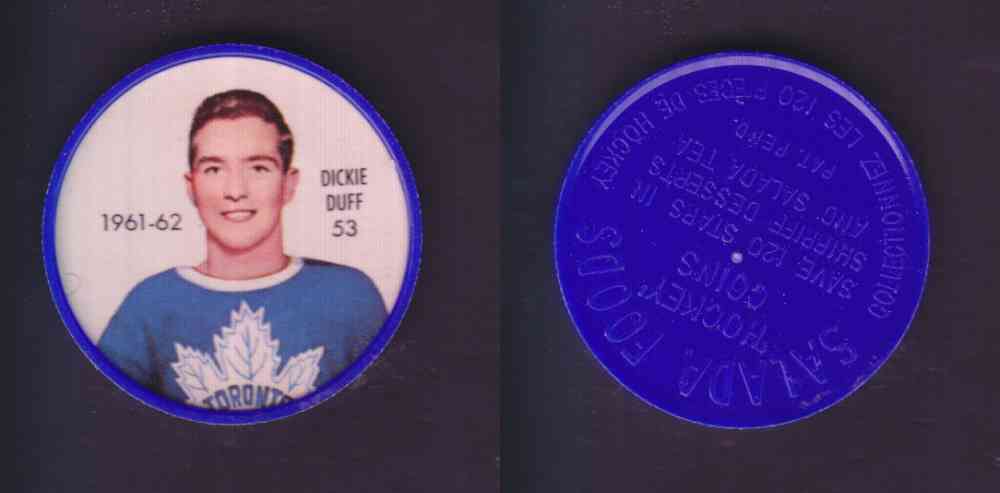 1961-62
DICKIE
DUFF
53
TORONTO
SALADA FOODS
"HOCKEY"
COINS
SAVE 120 STARS IN
SHIRRIFF DESSERTS
AND SALADA TEA
PAT. PEND.
COLLECTIONNEZ LES 120 PIÈCES DE HOCKEY